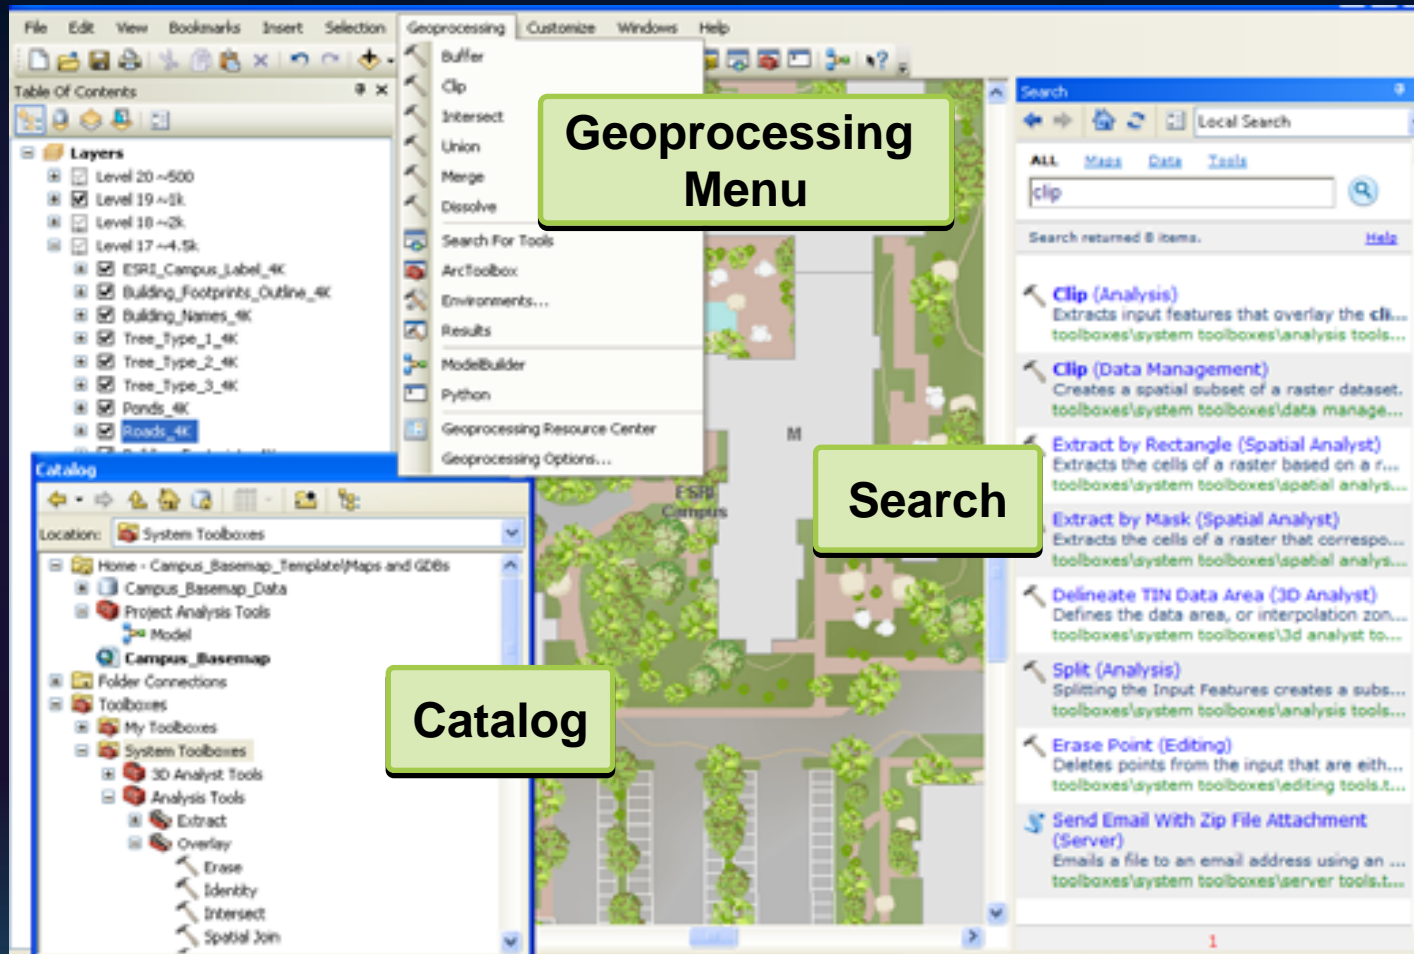 File Edit View Bookmarks Insert Selection Geoprocessing Customize Windows Help
Table Of Contents
Layers
Level 20 ~500
Level 19 ~1k
Level 18 ~2k
Level 17 ~4.5k
ESRI_Campus_Label_4K
Building_Footprints_Outline_4K
Building_Names_4K
Tree_Type_1_4K
Tree_Type_2_4K
Tree_Type_3_4K
Ponds_4K
Roads_4K
Buffer
Clip
Intersect
Union
Merge
Dissolve
Search For Tools
ArcToolbox
Environments...
Results
ModelBuilder
Python
Geoprocessing Resource Center
Geoprocessing Options...
Geoprocessing
Menu
M
ESRI
Campus
Search
Catalog
Catalog
Location: System Toolboxes
Home - Campus_Basemap_Template\Maps and GDBs
Campus_Basemap_Data
Project Analysis Tools
Model
Campus_Basemap
Folder Connections
Toolboxes
My Toolboxes
System Toolboxes
3D Analyst Tools
Analysis Tools
Extract
Overlay
Erase
Identity
Intersect
Spatial Join
Search
Local Search
ALL Maps Data Tools
clip
Search returned 8 items. Help
Clip (Analysis)
Extracts input features that overlay the cli...
toolboxes\system toolboxes\analysis tools...
Clip (Data Management)
Creates a spatial subset of a raster dataset.
toolboxes\system toolboxes\data manage...
Extract by Rectangle (Spatial Analyst)
Extracts the cells of a raster based on a r...
toolboxes\system toolboxes\spatial analys...
Extract by Mask (Spatial Analyst)
Extracts the cells of a raster that correspo...
toolboxes\system toolboxes\spatial analys...
Delineate TIN Data Area (3D Analyst)
Defines the data area, or interpolation zon...
toolboxes\system toolboxes\3d analyst to...
Split (Analysis)
Splitting the Input Features creates a subs...
toolboxes\system toolboxes\analysis tools...
Erase Point (Editing)
Deletes points from the input that are eith...
toolboxes\system toolboxes\editing tools.t...
Send Email With Zip File Attachment
(Server)
Emails a file to an email address using an ...
toolboxes\system toolboxes\server tools.t...
1